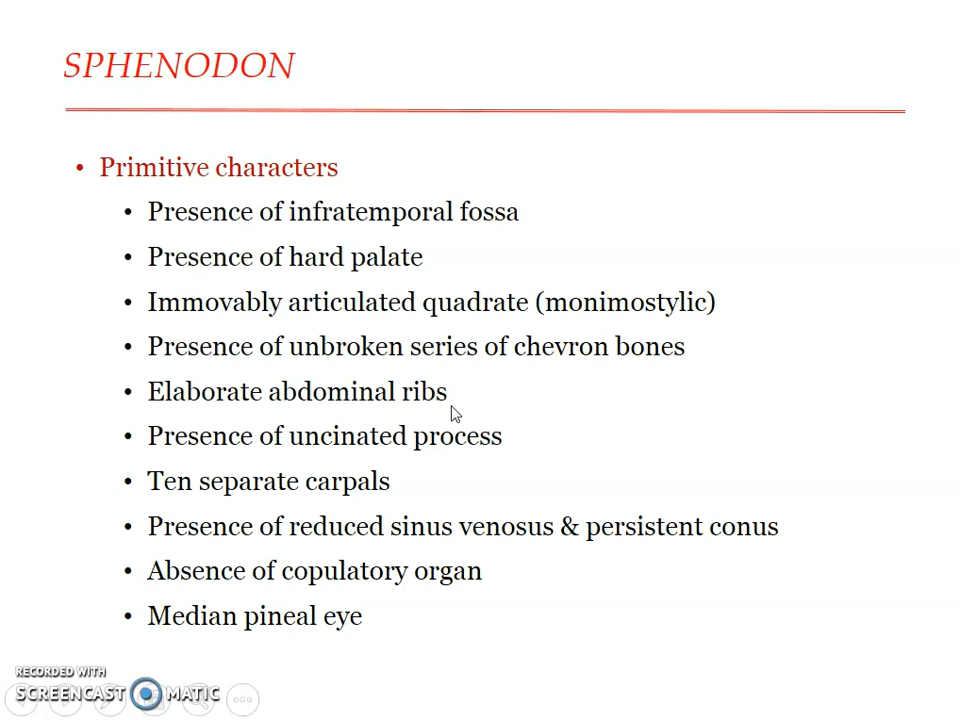 SPHENODON
• Primitive characters
• Presence of infratemporal fossa
• Presence of hard palate
• Immovably articulated quadrate (monimostylic)
• Presence of unbroken series of chevron bones
• Elaborate abdominal ribs
• Presence of uncinated process
• Ten separate carpals
• Presence of reduced sinus venosus & persistent conus
• Absence of copulatory organ
• Median pineal eye
RECORDED WITH
SCREENCAST MATIC